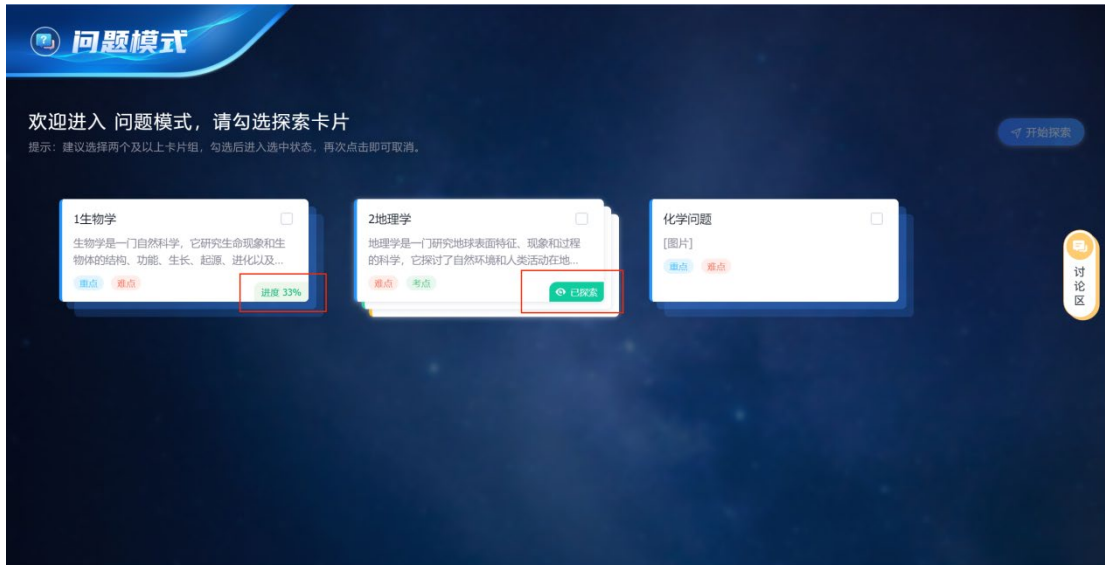 问题模式
欢迎进入 问题模式，请勾选探索卡片
提示：建议选择两个及以上卡片组，勾选后进入选中状态，再次点击即可取消。
开始探索
1生物学
生物学是一门自然科学，它研究生命现象和生
物体的结构、功能、生长、起源、进化以及...
重点 难点
进度 33%
2地理学
地理学是一门研究地球表面特征、现象和过程
的科学，它探讨了自然环境和人类活动在地...
难点 考点
已探索
化学问题
[图片]
重点 难点
讨论区